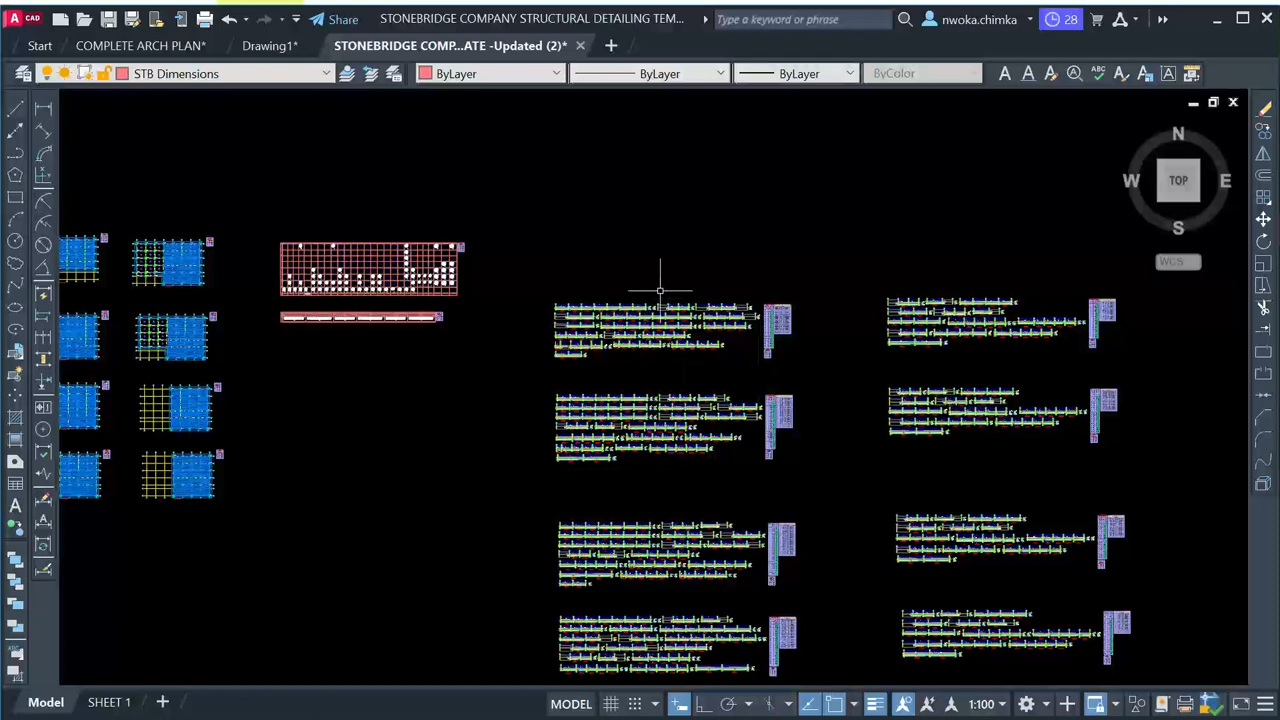 A CAD
Share
STONEBRIDGE COMPANY STRUCTURAL DETAILING TEM...
Type a keyword or phrase
nwoka.chimka
28
Start
COMPLETE ARCH PLAN*
Drawing1*
STONEBRIDGE COMP...ATE -Updated (2)*
STB Dimensions
ByLayer
ByLayer
ByLayer
ByColor
N
W
TOP
E
S
WCS
MODEL
1:100
Model
SHEET 1